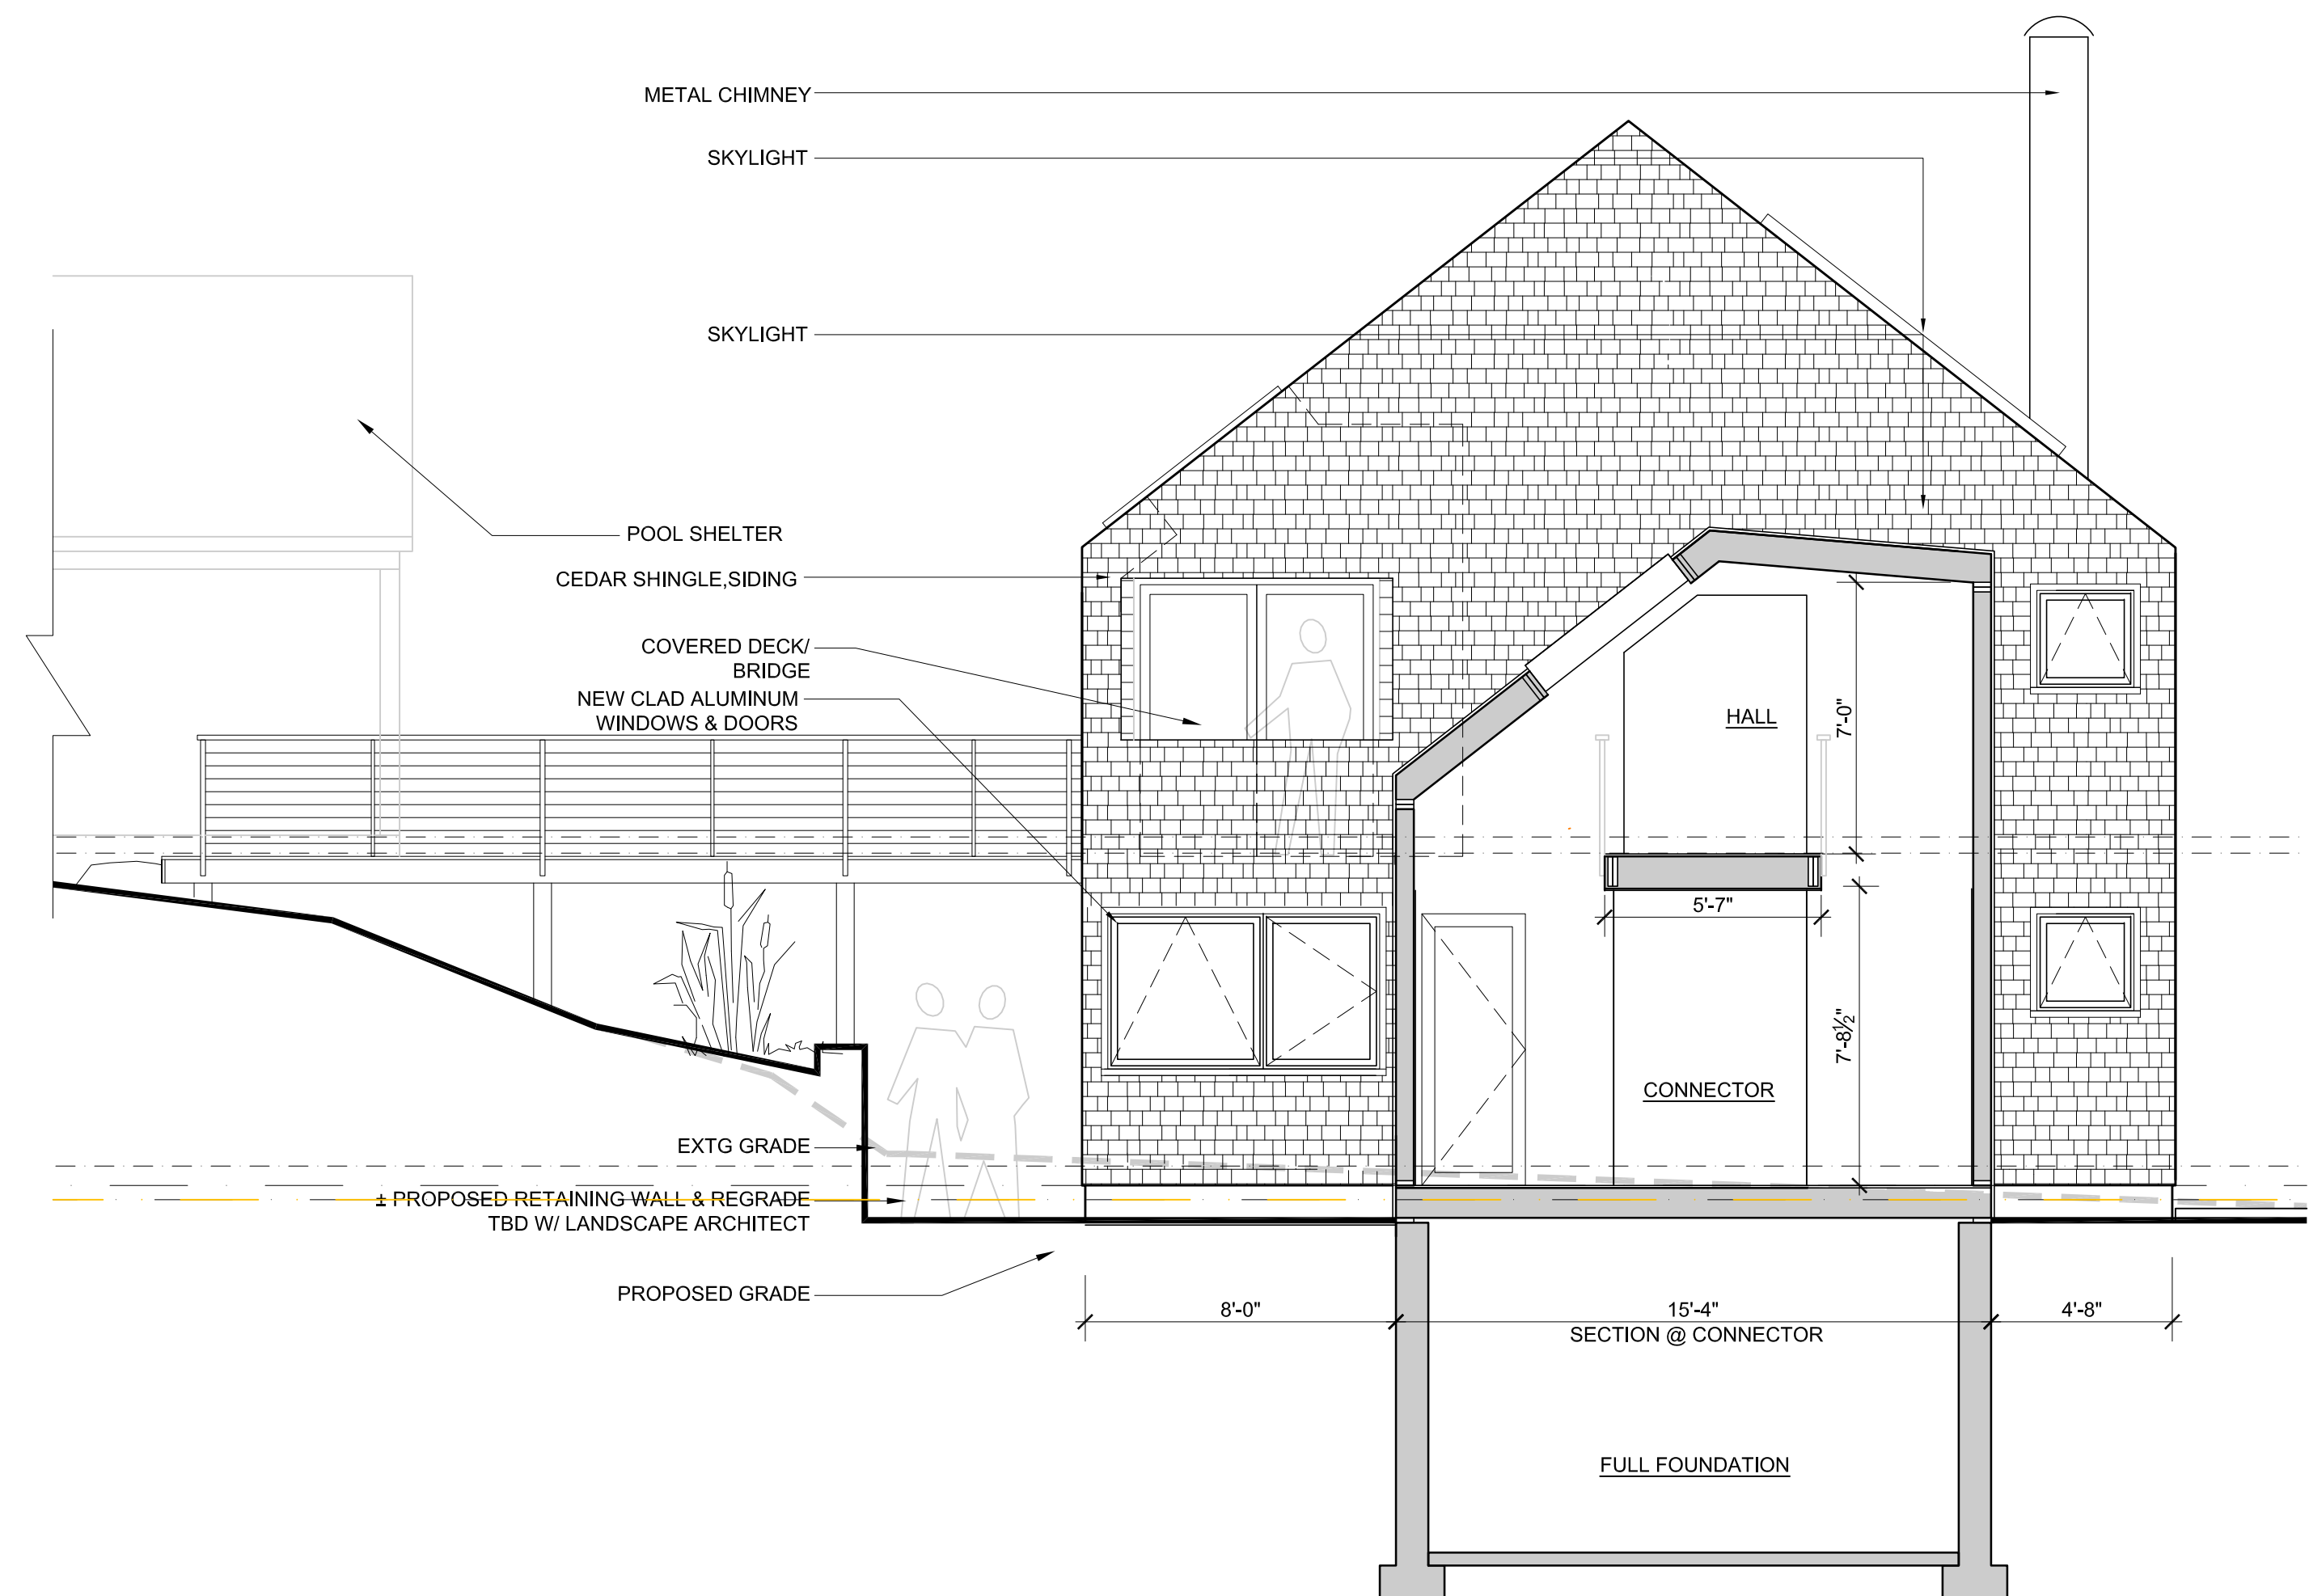 METAL CHIMNEY
SKYLIGHT
SKYLIGHT
POOL SHELTER
CEDAR SHINGLE,SIDING
COVERED DECK/
BRIDGE
NEW CLAD ALUMINUM
WINDOWS & DOORS
HALL
7'-0"
5'-7"
7'-8½"
CONNECTOR
EXTG GRADE
± PROPOSED RETAINING WALL & REGRADE
TBD W/ LANDSCAPE ARCHITECT
PROPOSED GRADE
8'-0"
15'-4"
4'-8"
SECTION @ CONNECTOR
FULL FOUNDATION